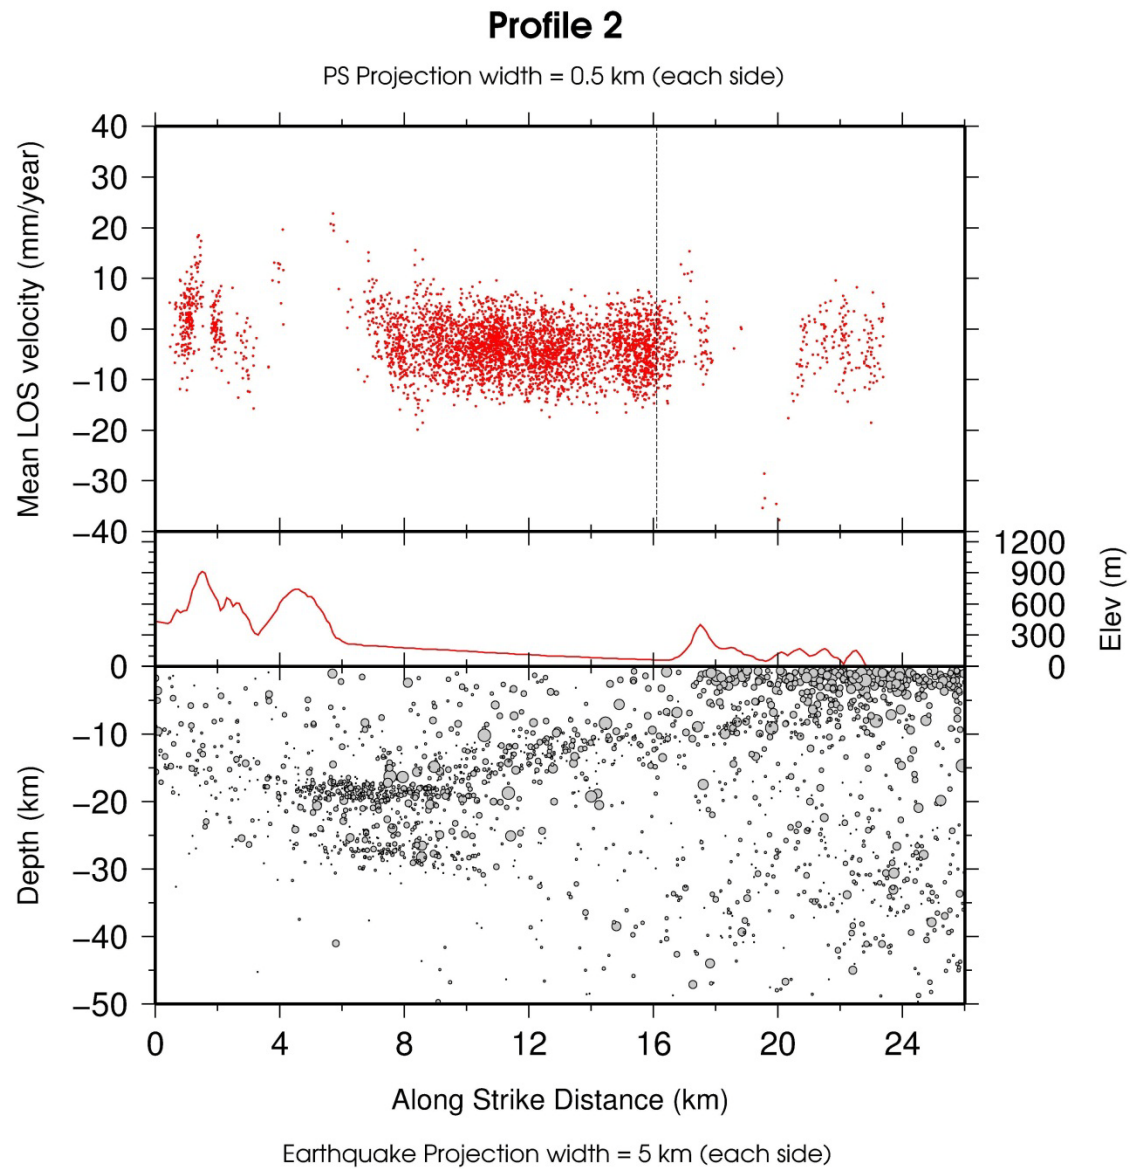 Profile 2
PS Projection width = 0.5 km (each side)
Mean LOS velocity (mm/year)
40
30
20
10
0
−10
−20
−30
−40
1200
900
600
300
0
Elev (m)
0
−10
−20
−30
−40
−50
Depth (km)
0 4 8 12 16 20 24
Along Strike Distance (km)
Earthquake Projection width = 5 km (each side)